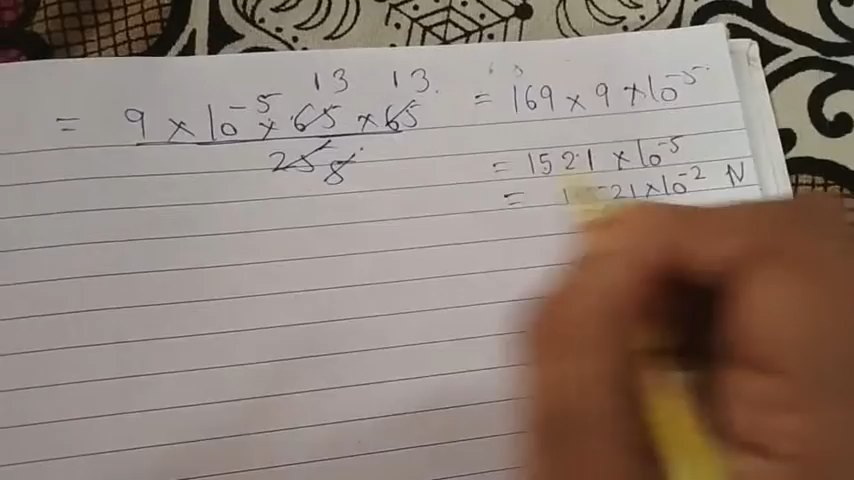 13 13
= 9 × 10⁻⁵ × 65 × 65 = 169 × 9 × 10⁻⁵
25 8 = 1521 × 10⁻⁵
= 1 21 × 10⁻² N